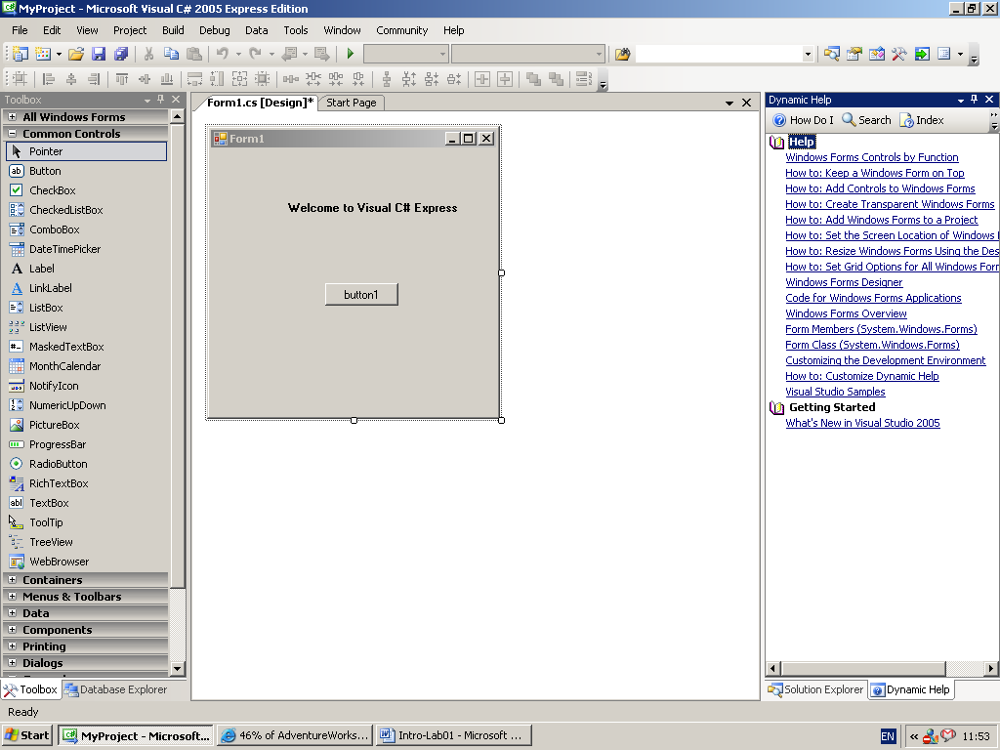 MyProject - Microsoft Visual C# 2005 Express Edition
File Edit View Project Build Debug Data Tools Window Community Help
Toolbox
All Windows Forms
Common Controls
Pointer
Button
CheckBox
CheckedListBox
ComboBox
DateTimePicker
Label
LinkLabel
ListBox
ListView
MaskedTextBox
MonthCalendar
NotifyIcon
NumericUpDown
PictureBox
ProgressBar
RadioButton
RichTextBox
TextBox
ToolTip
TreeView
WebBrowser
Containers
Menus & Toolbars
Data
Components
Printing
Dialogs
Toolbox Database Explorer
Form1.cs [Design]* Start Page
Form1
Welcome to Visual C# Express
button1
Dynamic Help
How Do I Search Index
Help
Windows Forms Controls by Function
How to: Keep a Windows Form on Top
How to: Add Controls to Windows Forms
How to: Create Transparent Windows Forms
How to: Add Windows Forms to a Project
How to: Set the Screen Location of Windows
How to: Resize Windows Forms Using the Des
How to: Set Grid Options for All Windows Forr
Windows Forms Designer
Code for Windows Forms Applications
Windows Forms Overview
Form Members (System.Windows.Forms)
Form Class (System.Windows.Forms)
Customizing the Development Environment
How to: Customize Dynamic Help
Visual Studio Samples
Getting Started
What's New in Visual Studio 2005
Solution Explorer Dynamic Help
Ready
Start MyProject - Microsoft... 46% of AdventureWorks... Intro-Lab01 - Microsoft ... EN « 11:53